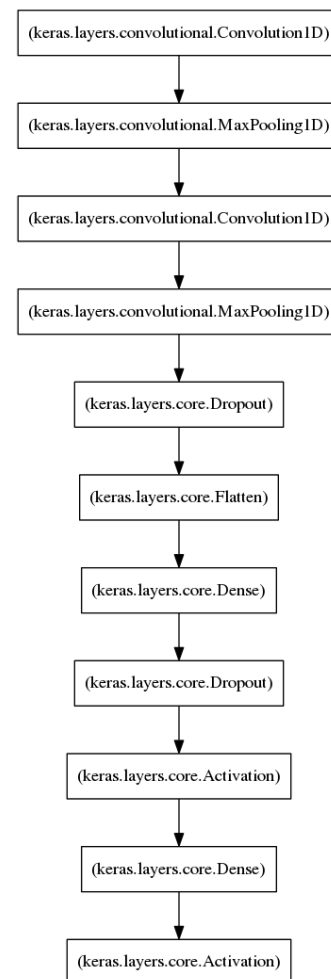 (keras.layers.convolutional.Convolution1D)
(keras.layers.convolutional.MaxPooling1D)
(keras.layers.convolutional.Convolution1D)
(keras.layers.convolutional.MaxPooling1D)
(keras.layers.core.Dropout)
(keras.layers.core.Flatten)
(keras.layers.core.Dense)
(keras.layers.core.Dropout)
(keras.layers.core.Activation)
(keras.layers.core.Dense)
(keras.layers.core.Activation)